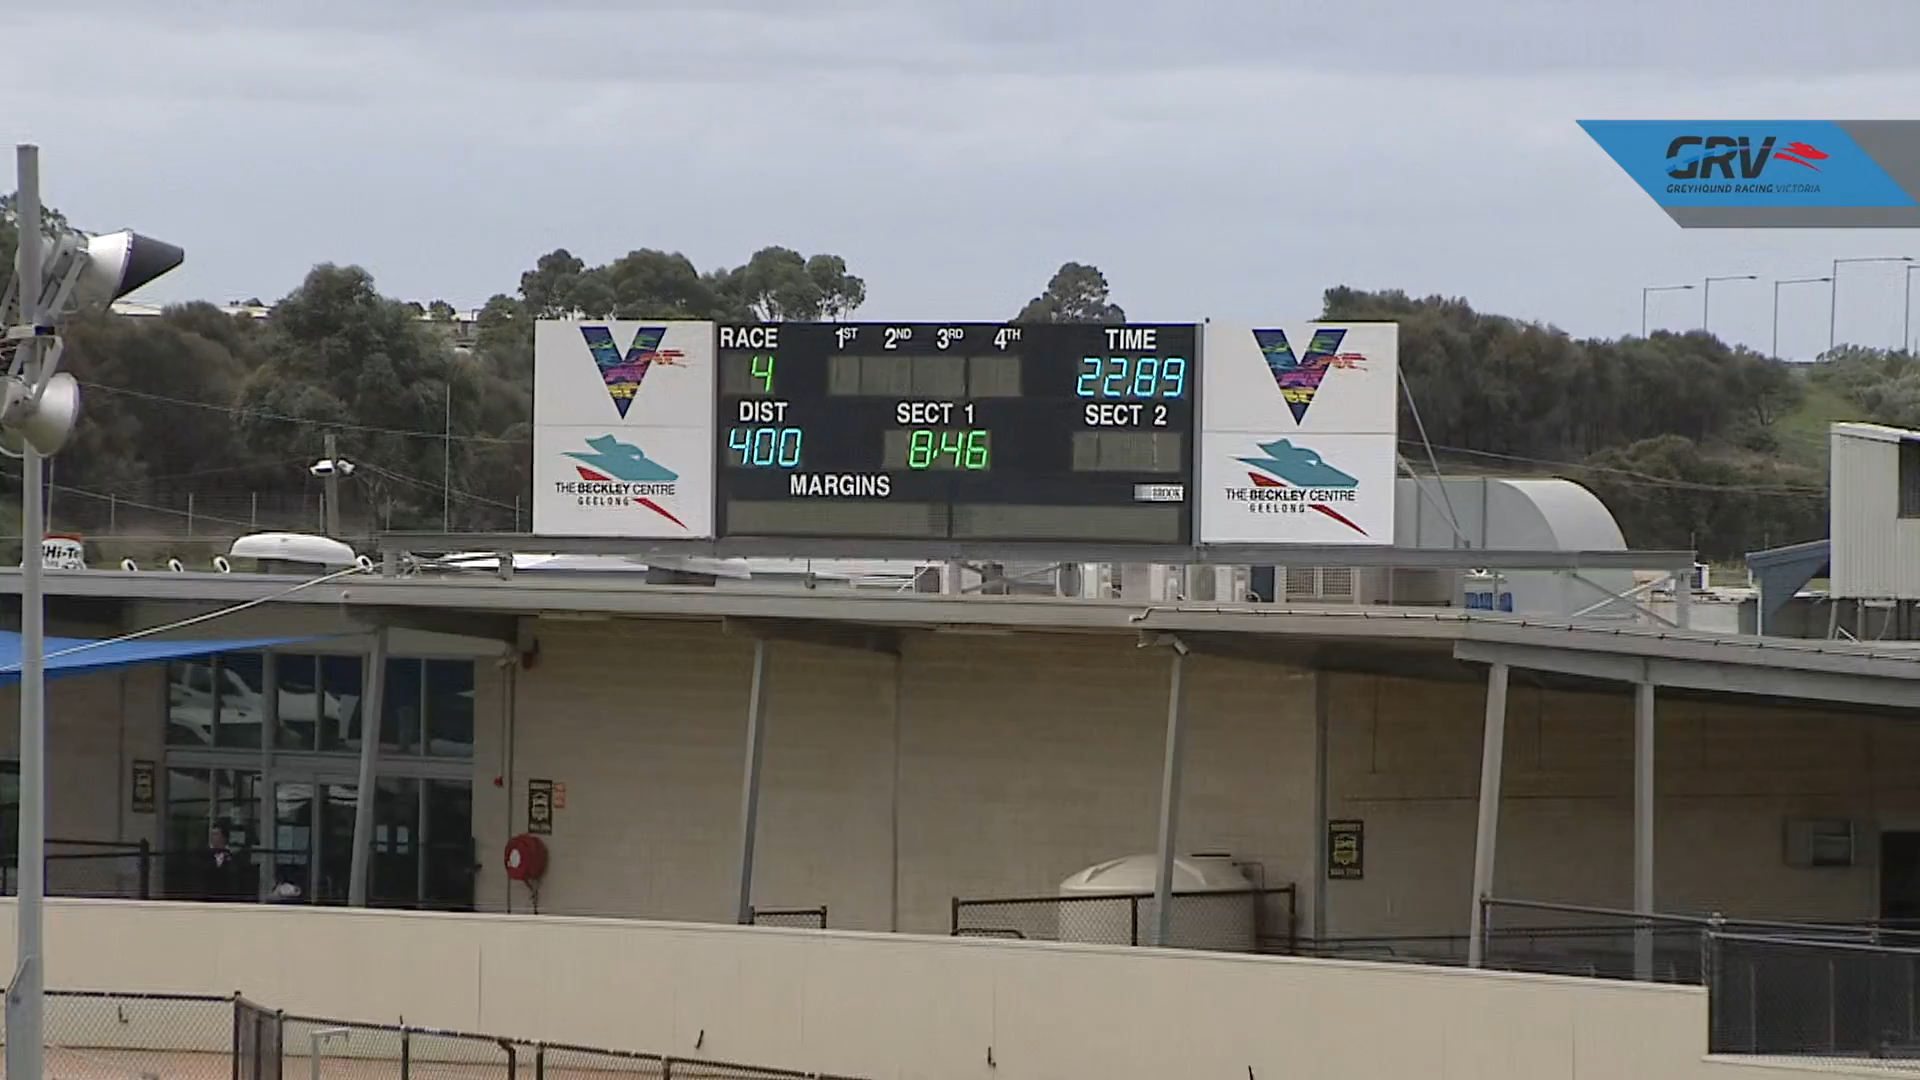 GRV
GREYHOUND RACING VICTORIA
RACE 1ST 2ND 3RD 4TH TIME
4 22.89
DIST SECT 1 SECT 2
400 8.46
MARGINS
BROOK
V
THE BECKLEY CENTRE
GEELONG
V
THE BECKLEY CENTRE
GEELONG